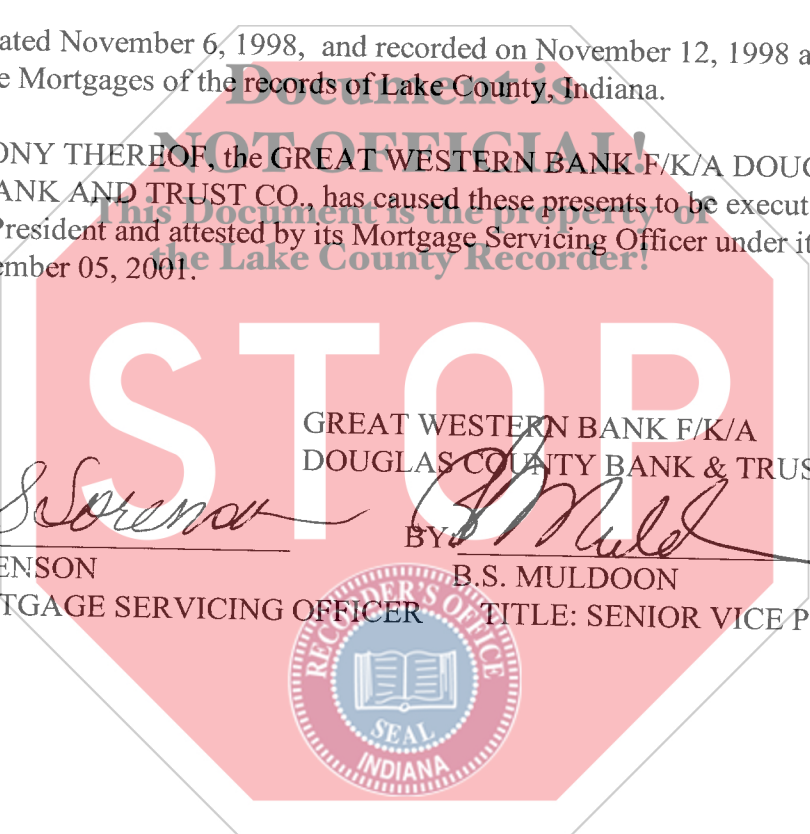 ated November 6, 1998, and recorded on November 12, 1998 a
e Mortgages of the records of Lake County, Indiana.
Document is
NOT OFFICIAL!
This Document is the property of
the Lake County Recorder!
ONY THEREOF, the GREAT WESTERN BANK F/K/A DOUG
ANK AND TRUST CO., has caused these presents to be execut
President and attested by its Mortgage Servicing Officer under it
ember 05, 2001.
STOP
GREAT WESTERN BANK F/K/A
DOUGLAS COUNTY BANK & TRUS
S Sorenson
BY: B S Muld
ENSON
B.S. MULDOON
TGAGE SERVICING OFFICER
TITLE: SENIOR VICE P
RECORDER'S OFFICE
SEAL
INDIANA